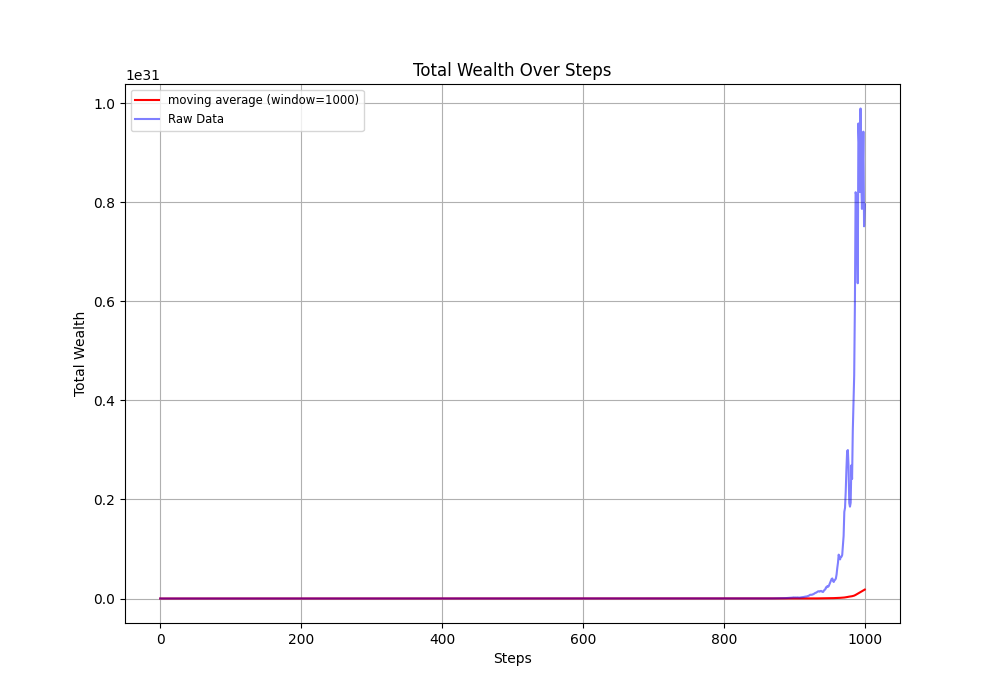 Total Wealth Over Steps
1e31
moving average (window=1000)
Raw Data
1.0
0.8
0.6
0.4
0.2
0.0
Total Wealth
0 200 400 600 800 1000
Steps